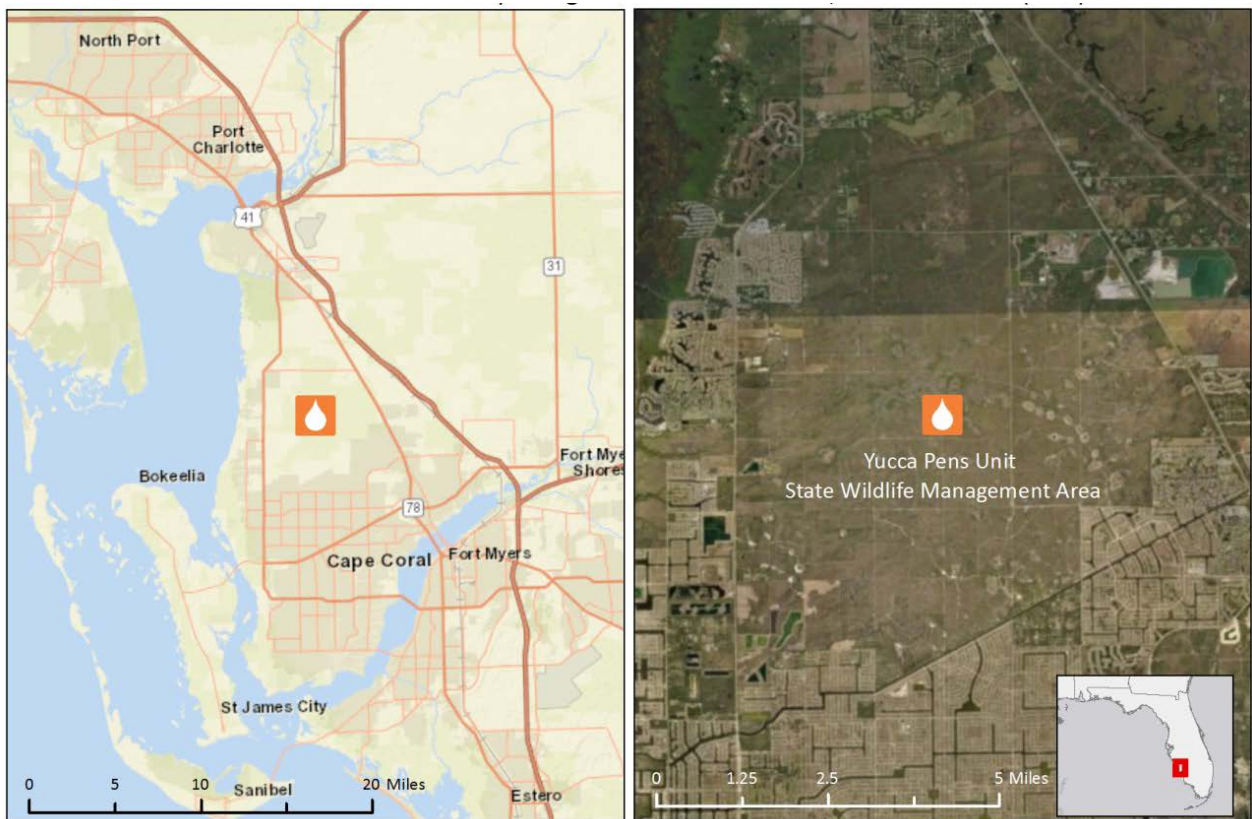 North Port
Port
Charlotte
41
31
Bokeelia
Fort Mye
Shores
78
Cape Coral
Fort Myers
St James City
Sanibel
Estero
0 5 10 20 Miles
Yucca Pens Unit
State Wildlife Management Area
0 1.25 2.5 5 Miles